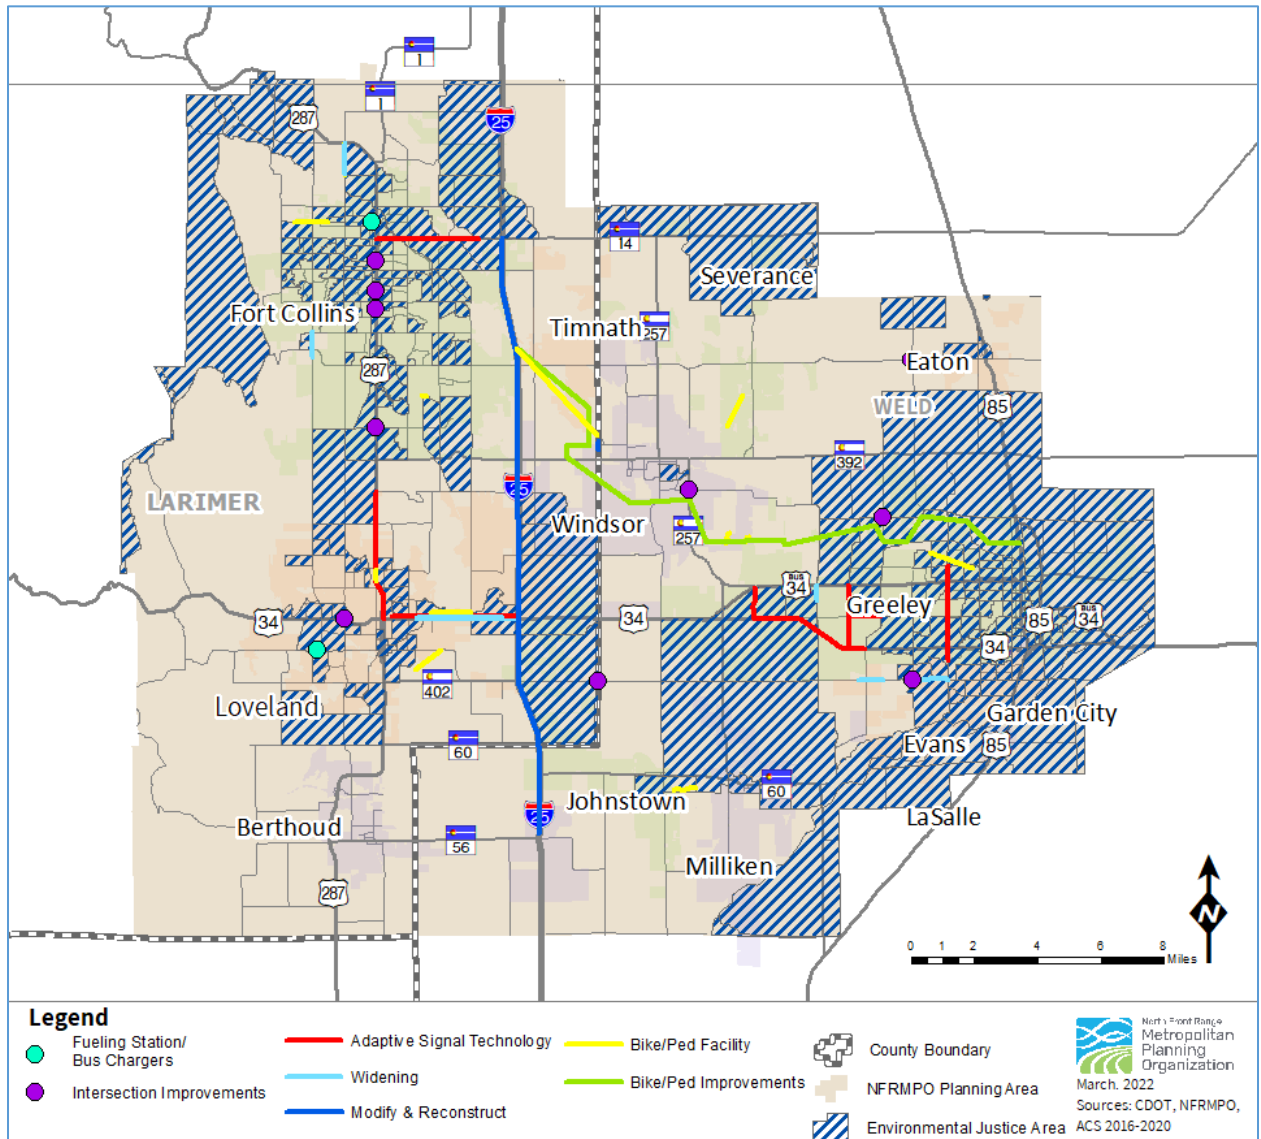 1
1
287
25
14
Severance
Fort Collins
Timnath
257
287
Eaton
WELD
85
392
25
LARIMER
Windsor
257
BUS
34
Greeley
34
34
85
BUS
34
34
402
Loveland
Garden City
60
Evans
85
60
Johnstown
25
LaSalle
Berthoud
56
Milliken
287
N
0 1 2 4 6 8
Miles
Legend
Fueling Station/
Bus Chargers
Intersection Improvements
Adaptive Signal Technology
Widening
Modify & Reconstruct
Bike/Ped Facility
Bike/Ped Improvements
County Boundary
NFRMPO Planning Area
Environmental Justice Area
North Front Range
Metropolitan
Planning
Organization
March. 2022
Sources: CDOT, NFRMPO,
ACS 2016-2020